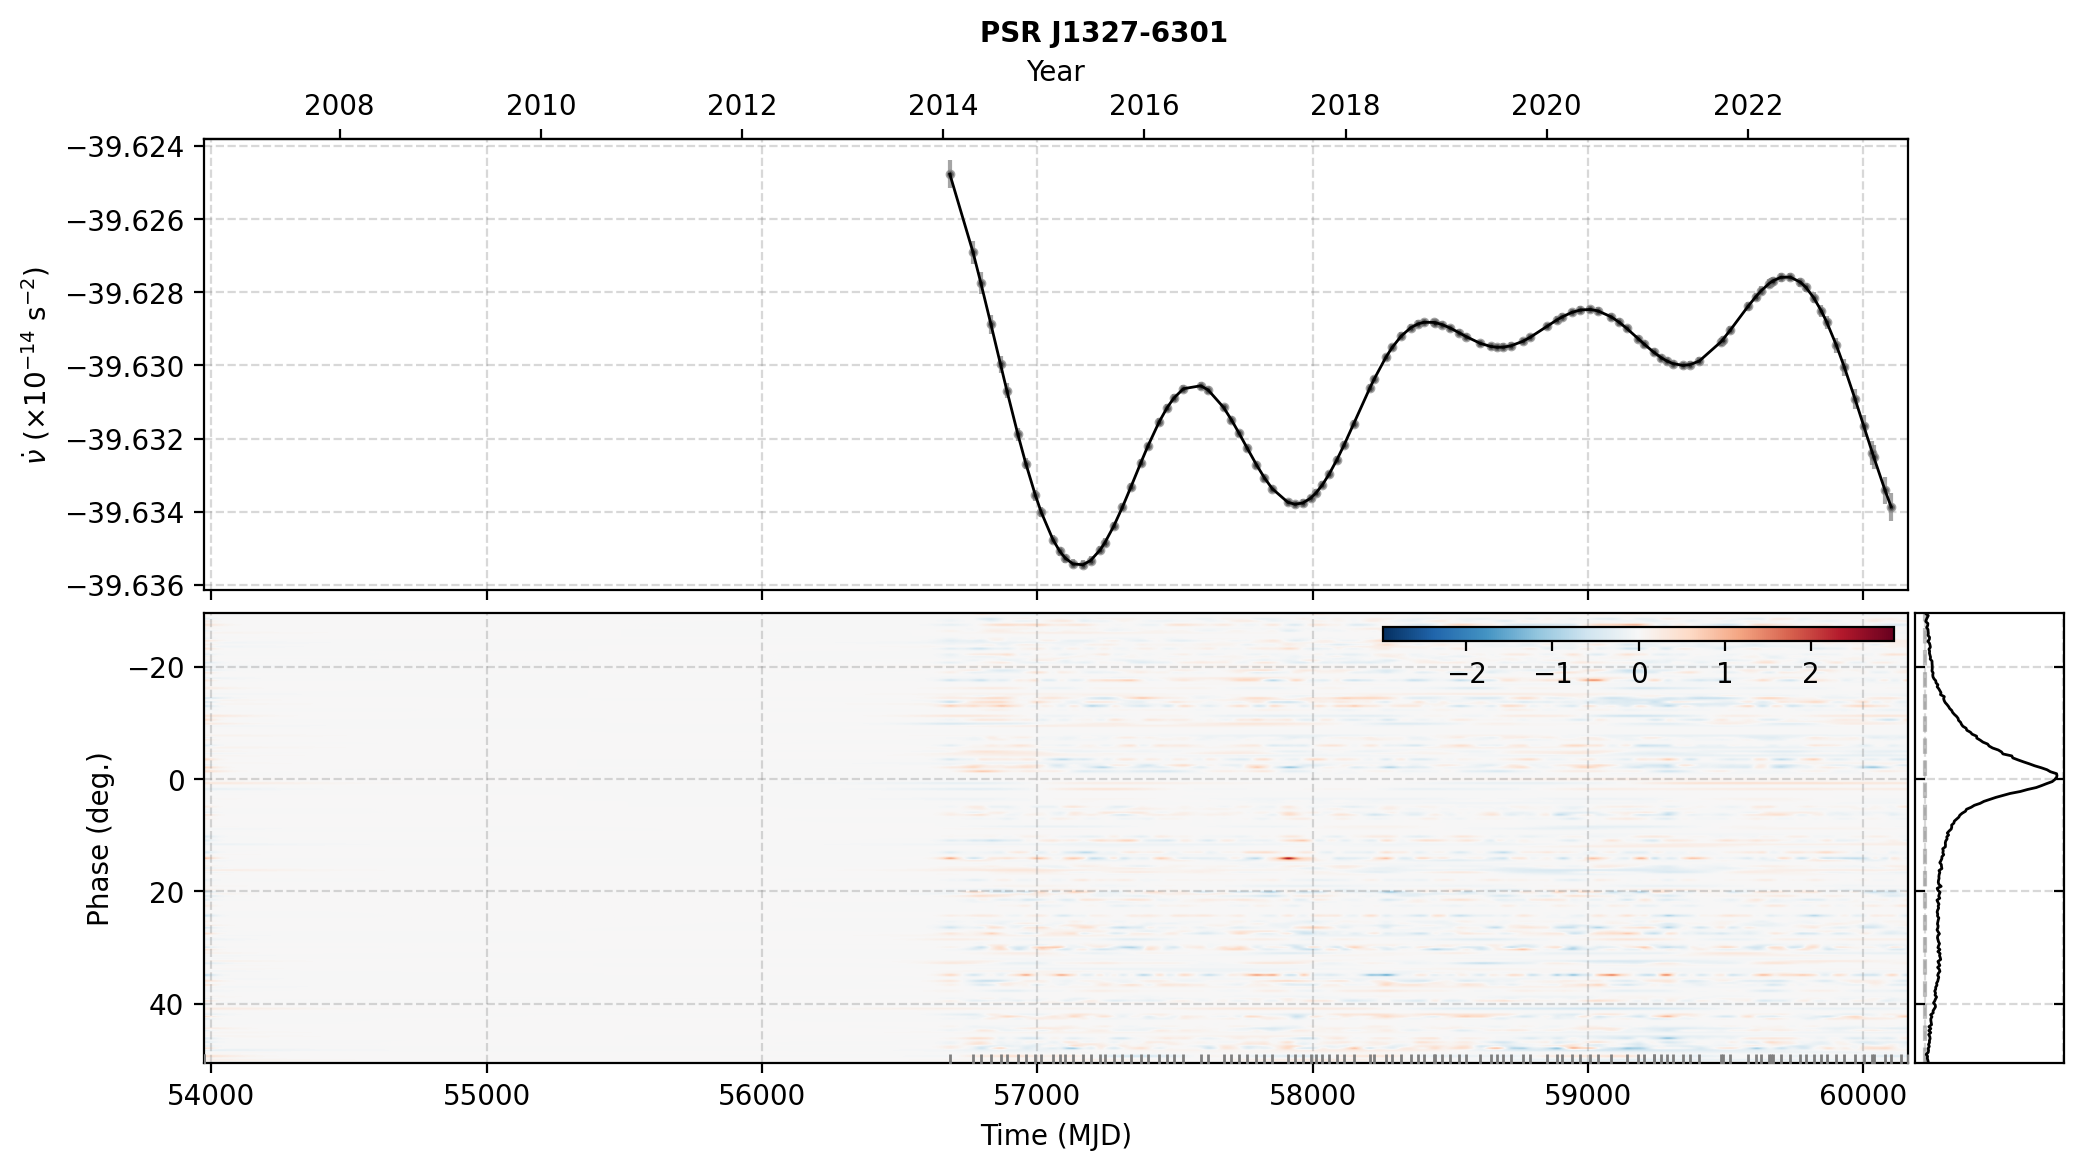 PSR J1327-6301
Year
2008 2010 2012 2014 2016 2018 2020 2022
−39.624
−39.626
−39.628
−39.630
−39.632
−39.634
−39.636
ν̇ (×10⁻¹⁴ s⁻²)
−2 −1 0 1 2
−20
0
20
40
Phase (deg.)
54000 55000 56000 57000 58000 59000 60000
Time (MJD)